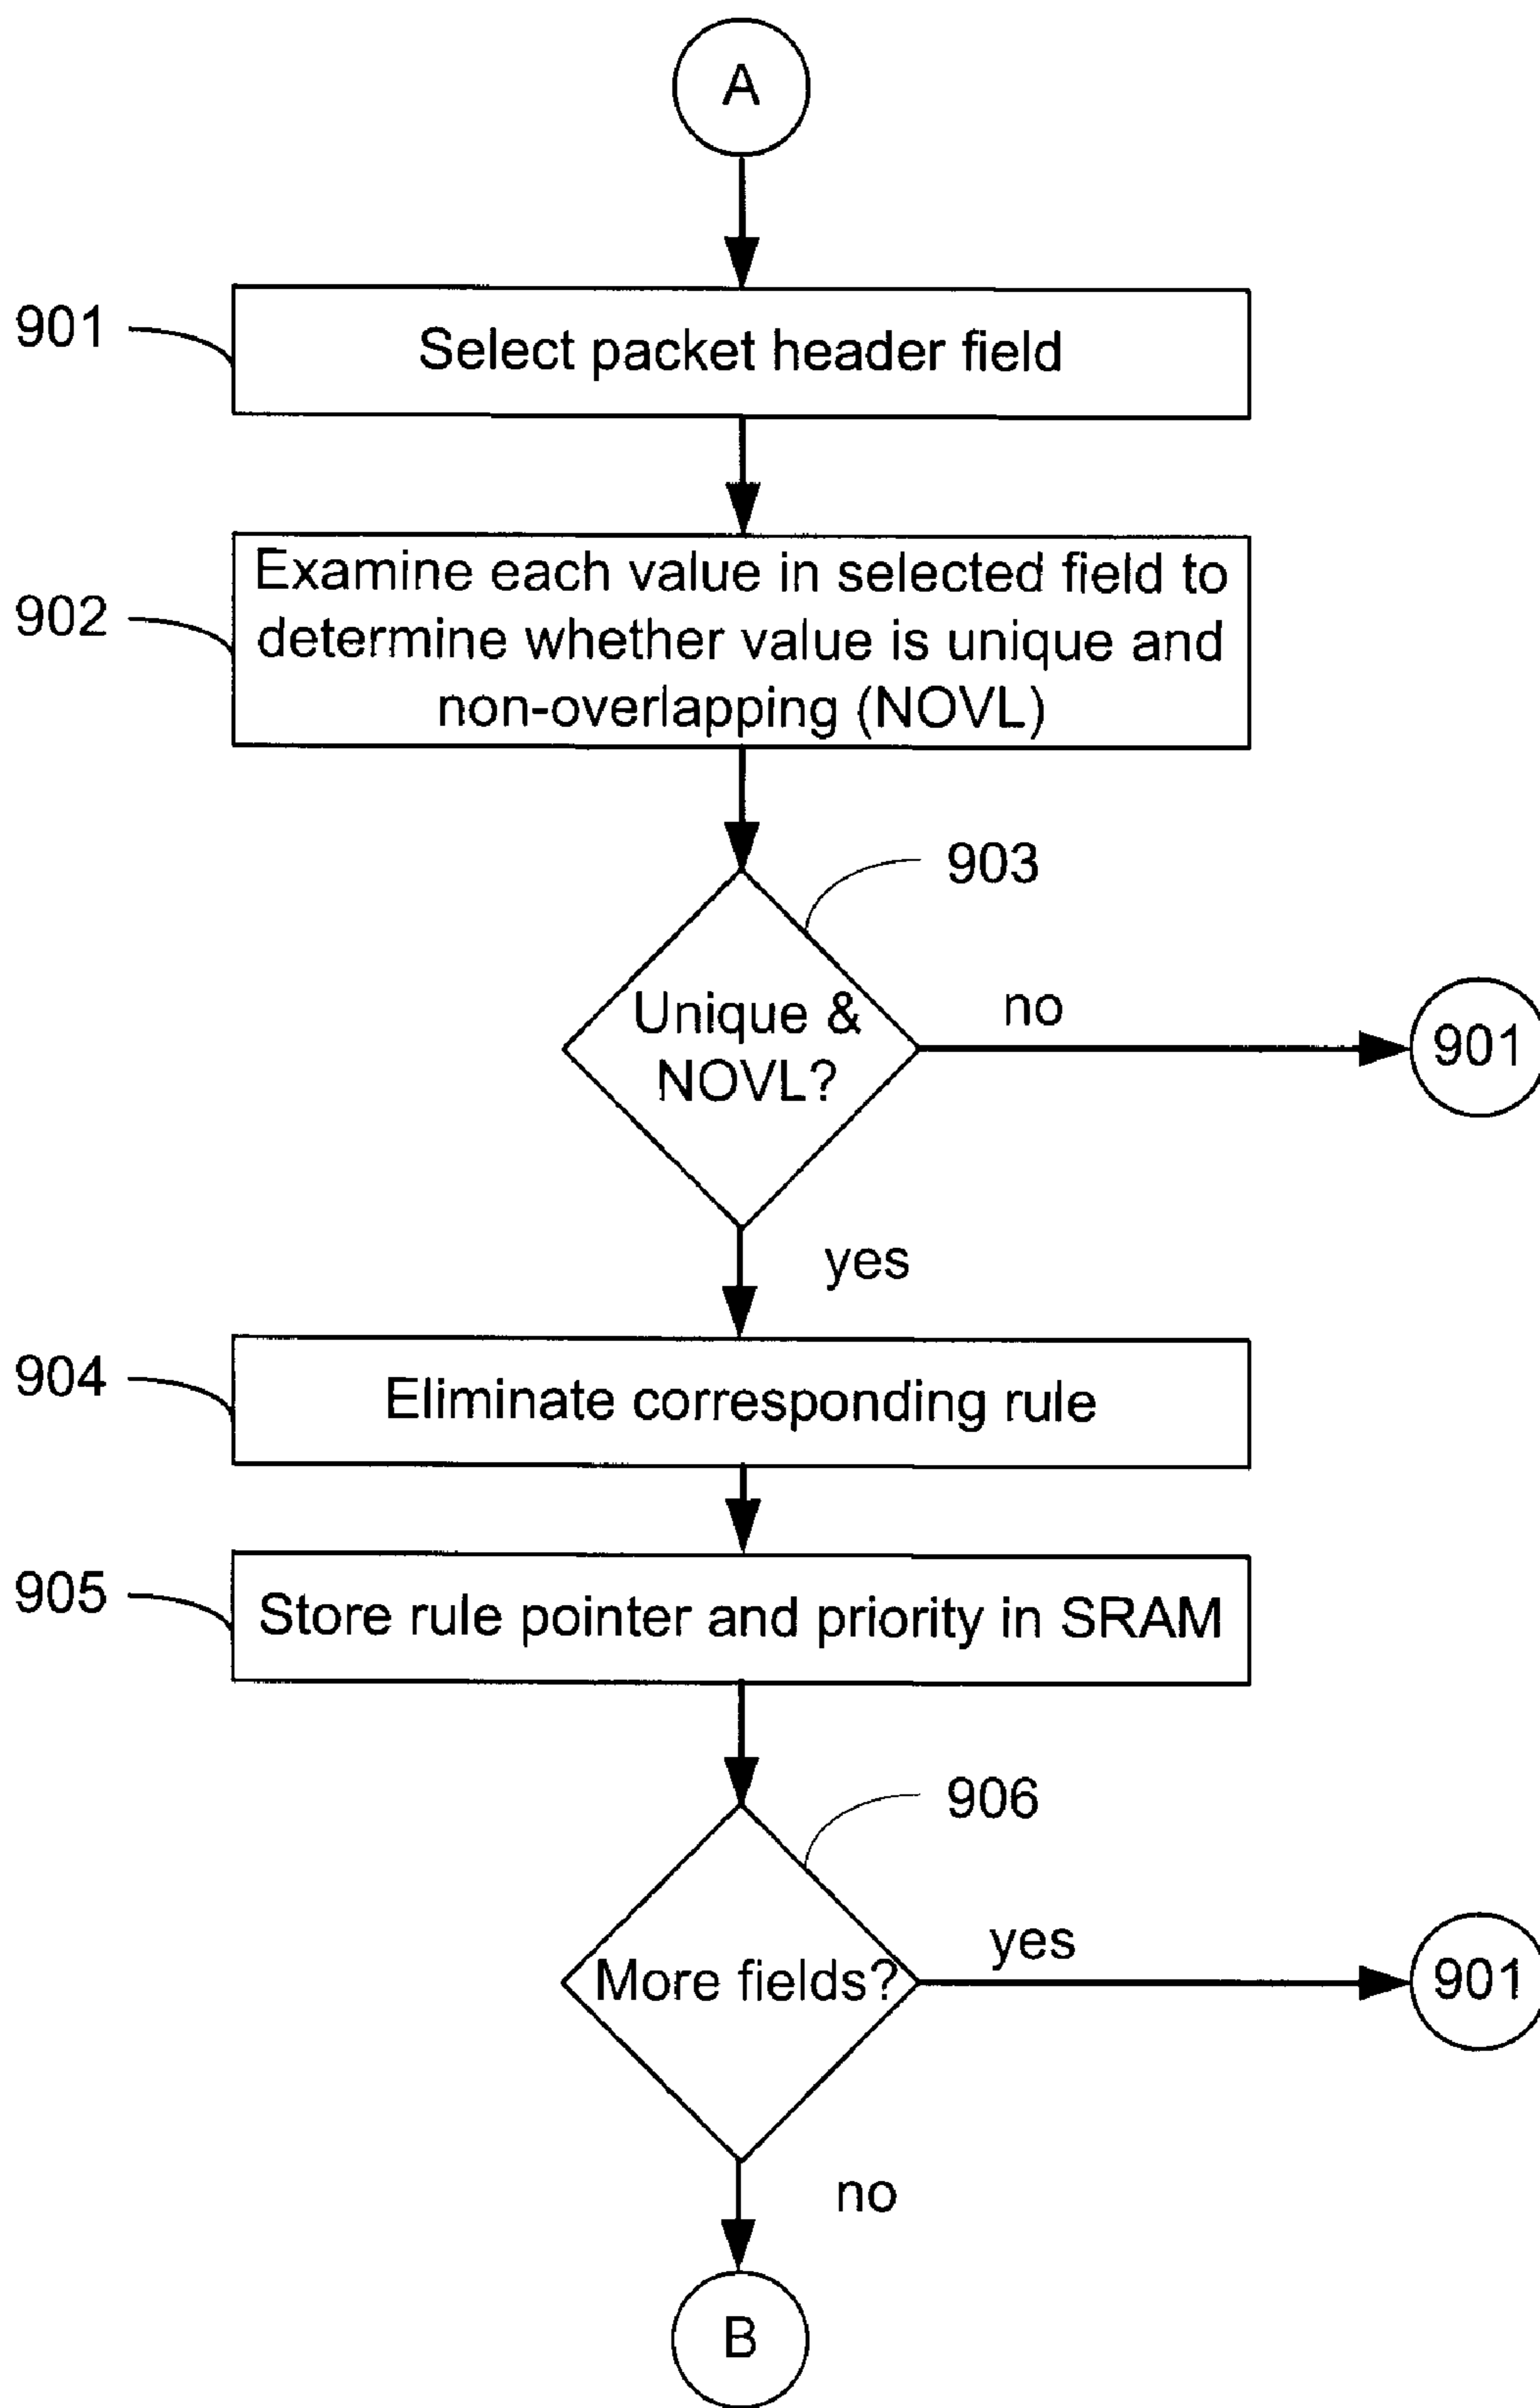 A
901
Select packet header field
902
Examine each value in selected field to
determine whether value is unique and
non-overlapping (NOVL)
903
Unique &
NOVL?
no
901
yes
904
Eliminate corresponding rule
905
Store rule pointer and priority in SRAM
906
More fields?
yes
901
no
B